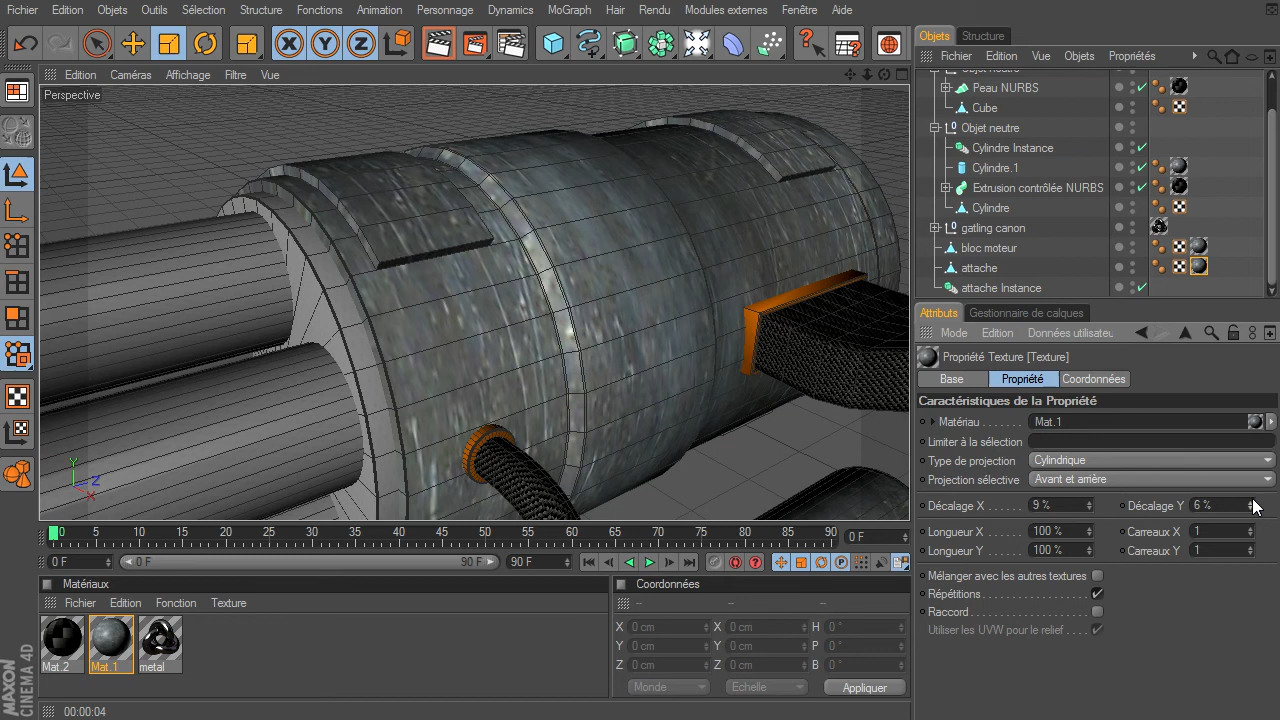 Fichier Edition Objets Outils Sélection Structure Fonctions Animation Personnage Dynamics MoGraph Hair Rendu Modules externes Fenêtre Aide
Objets Structure
Fichier Edition Vue Objets Propriétés
Edition Caméras Affichage Filtre Vue
Perspective
Peau NURBS
Cube
Objet neutre
Cylindre Instance
Cylindre.1
Extrusion contrôlée NURBS
Cylindre
gatling canon
bloc moteur
attache
attache Instance
Attributs Gestionnaire de calques
Mode Edition Données utilisateu
Propriété Texture [Texture]
Base Propriété Coordonnées
Caractéristiques de la Propriété
Matériau Mat.1
Limiter à la sélection
Type de projection Cylindrique
Projection sélective Avant et arrière
Décalage X 9 % Décalage Y 6 %
Longueur X 100 % Carreaux X 1
Longueur Y 100 % Carreaux Y 1
Mélanger avec les autres textures
Répétitions
Raccord
Utiliser les UVW pour le relief
Y Z X
0 5 10 15 20 25 30 35 40 45 50 55 60 65 70 75 80 85 90 0 F
0 F 0 F 90 F 90 F
Matériaux
Fichier Edition Fonction Texture
Mat.2 Mat.1 metal
Coordonnées
-- -- --
X 0 cm X 0 cm H 0 °
Y 0 cm Y 0 cm P 0 °
Z 0 cm Z 0 cm B 0 °
Monde Echelle Appliquer
MAXON
CINEMA 4D
00:00:04